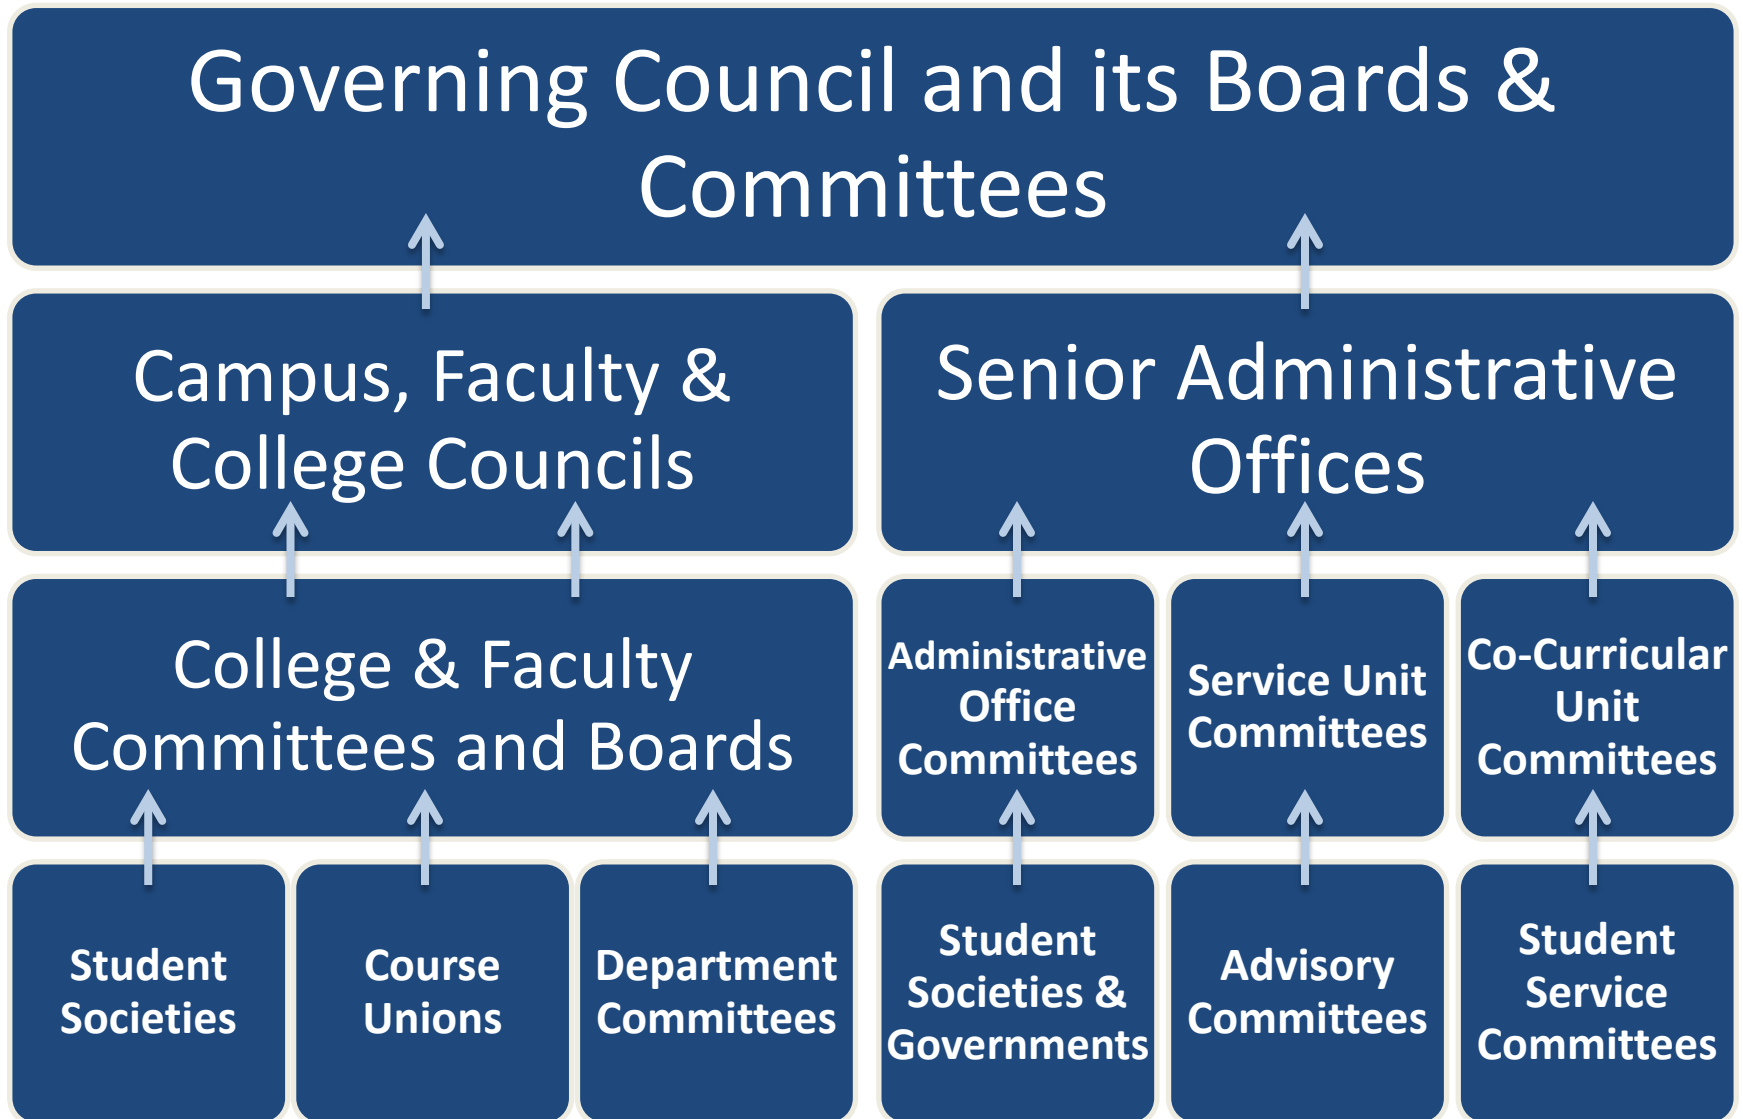 Governing Council and its Boards &
Committees
Campus, Faculty &
College Councils
Senior Administrative
Offices
College & Faculty
Committees and Boards
Administrative
Office
Committees
Service Unit
Committees
Co-Curricular
Unit
Committees
Student
Societies
Course
Unions
Department
Committees
Student
Societies &
Governments
Advisory
Committees
Student
Service
Committees